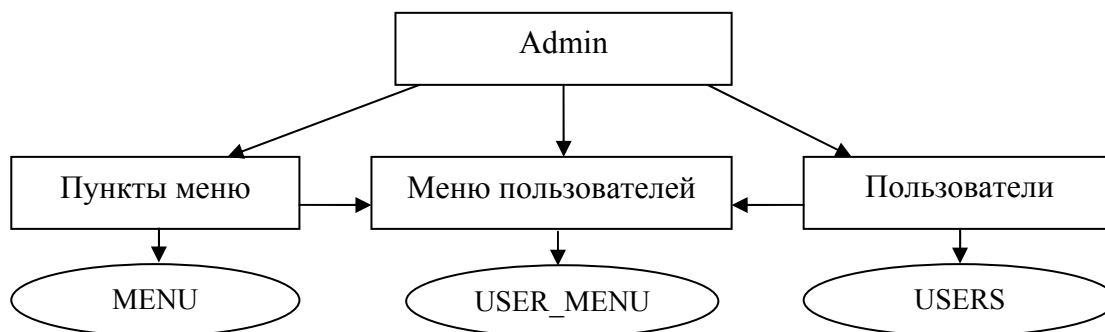 Admin
Пункты меню
Меню пользователей
Пользователи
MENU
USER_MENU
USERS